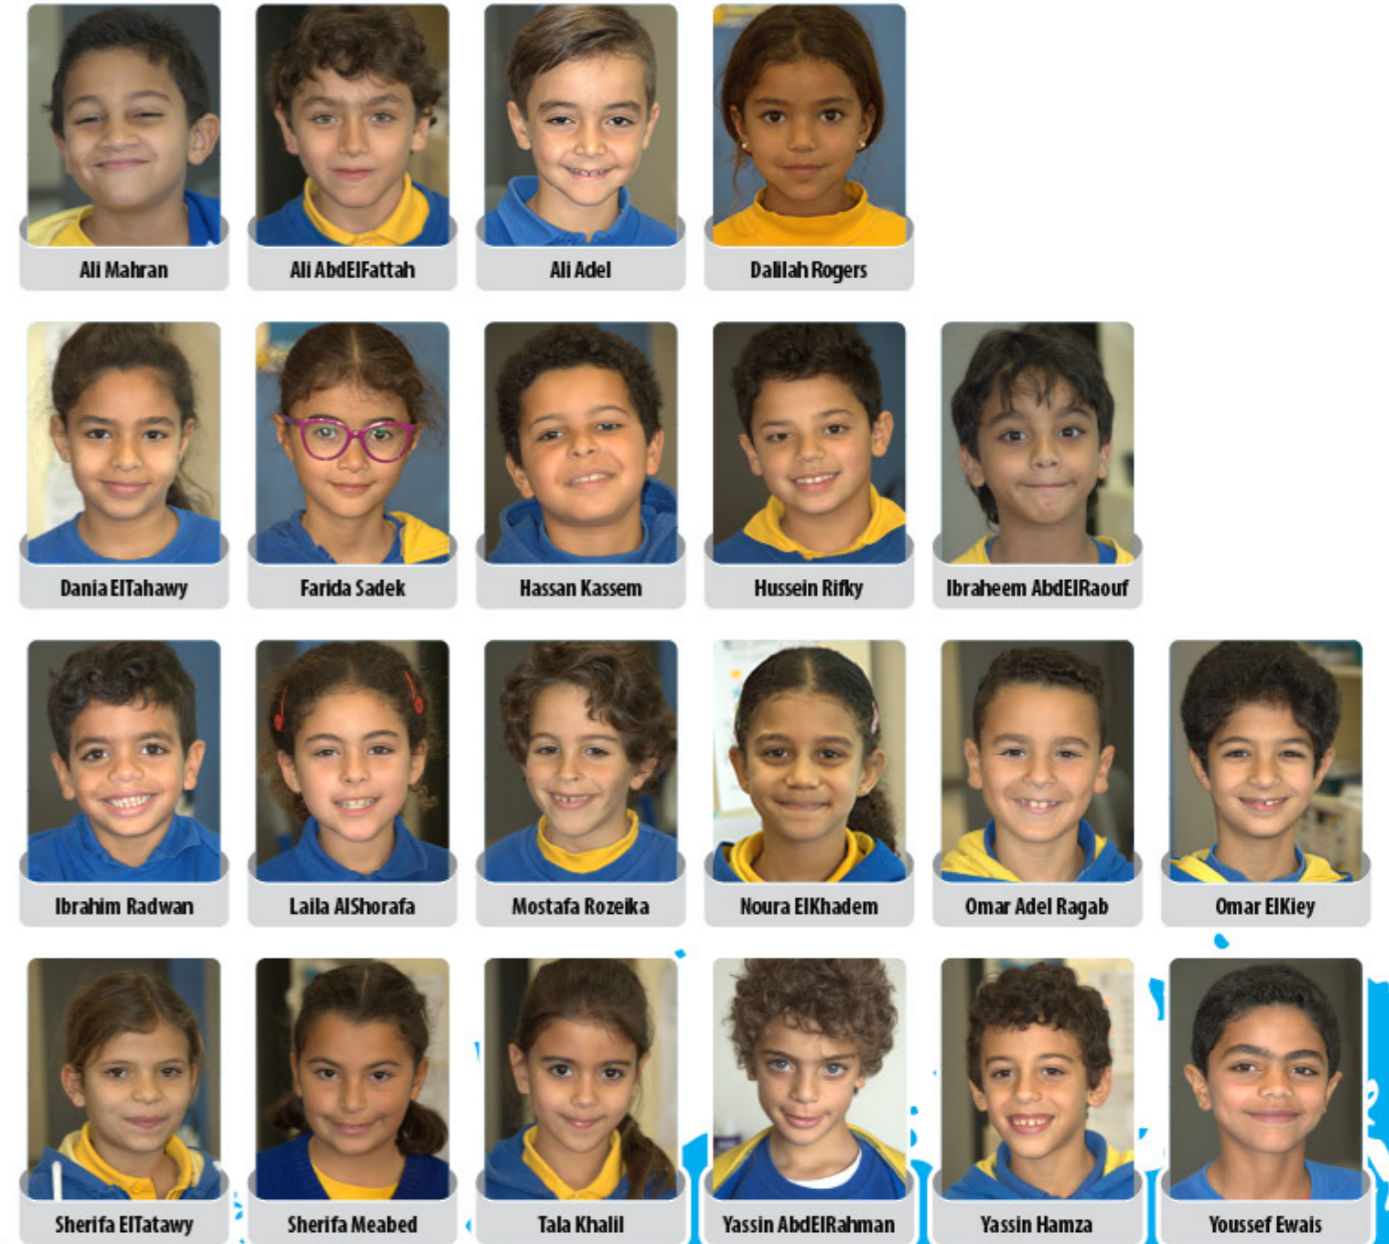 Ali Mahran
Ali AbdElFattah
Ali Adel
Dalilah Rogers
Dania ElTahawy
Farida Sadek
Hassan Kassem
Hussein Rifky
Ibraheem AbdElRaouf
Ibrahim Radwan
Laila AlShorafa
Mostafa Rozeika
Noura ElKhadem
Omar Adel Ragab
Omar ElKiey
Sherifa ElTatawy
Sherifa Meabed
Tala Khalil
Yassin AbdElRahman
Yassin Hamza
Youssef Ewais